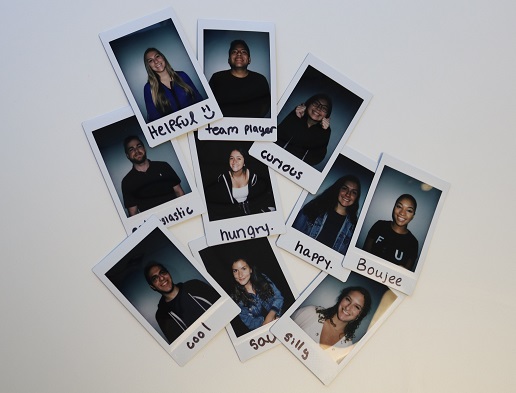 Helpful
team player
curious
hungry.
happy.
F U
Boujee
cool
silly